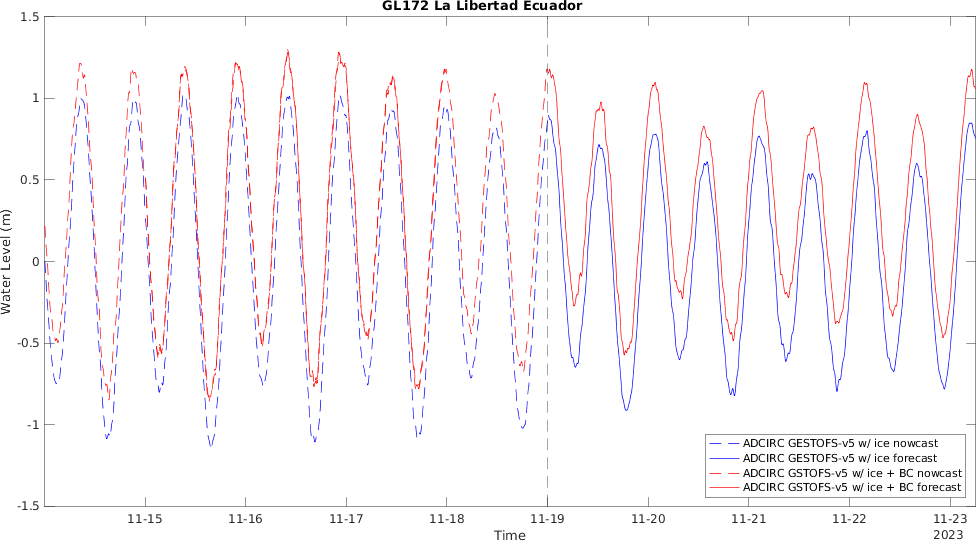 GL172 La Libertad Ecuador
Water Level (m)
1.5
1
0.5
0
-0.5
-1
-1.5
11-15
11-16
11-17
11-18
11-19
11-20
11-21
11-22
11-23
2023
Time
ADCIRC GESTOFS-v5 w/ ice nowcast
ADCIRC GESTOFS-v5 w/ ice forecast
ADCIRC GSTOFS-v5 w/ ice + BC nowcast
ADCIRC GSTOFS-v5 w/ ice + BC forecast